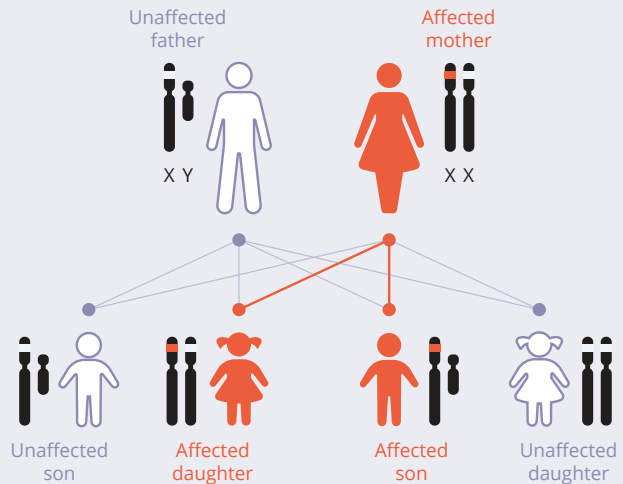 Unaffected
father
Affected
mother
X Y
X X
Unaffected
son
Affected
daughter
Affected
son
Unaffected
daughter